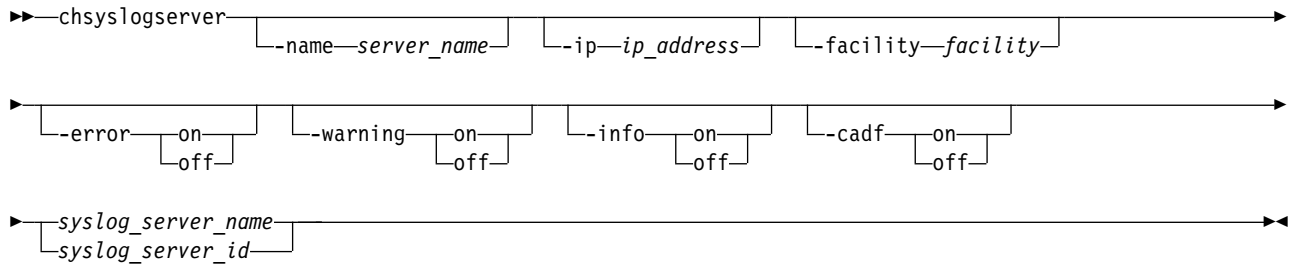 chsyslogserver
-name server_name -ip ip_address -facility facility
-error on -warning on -info on -cadf on
off off off off
syslog_server_name
syslog_server_id